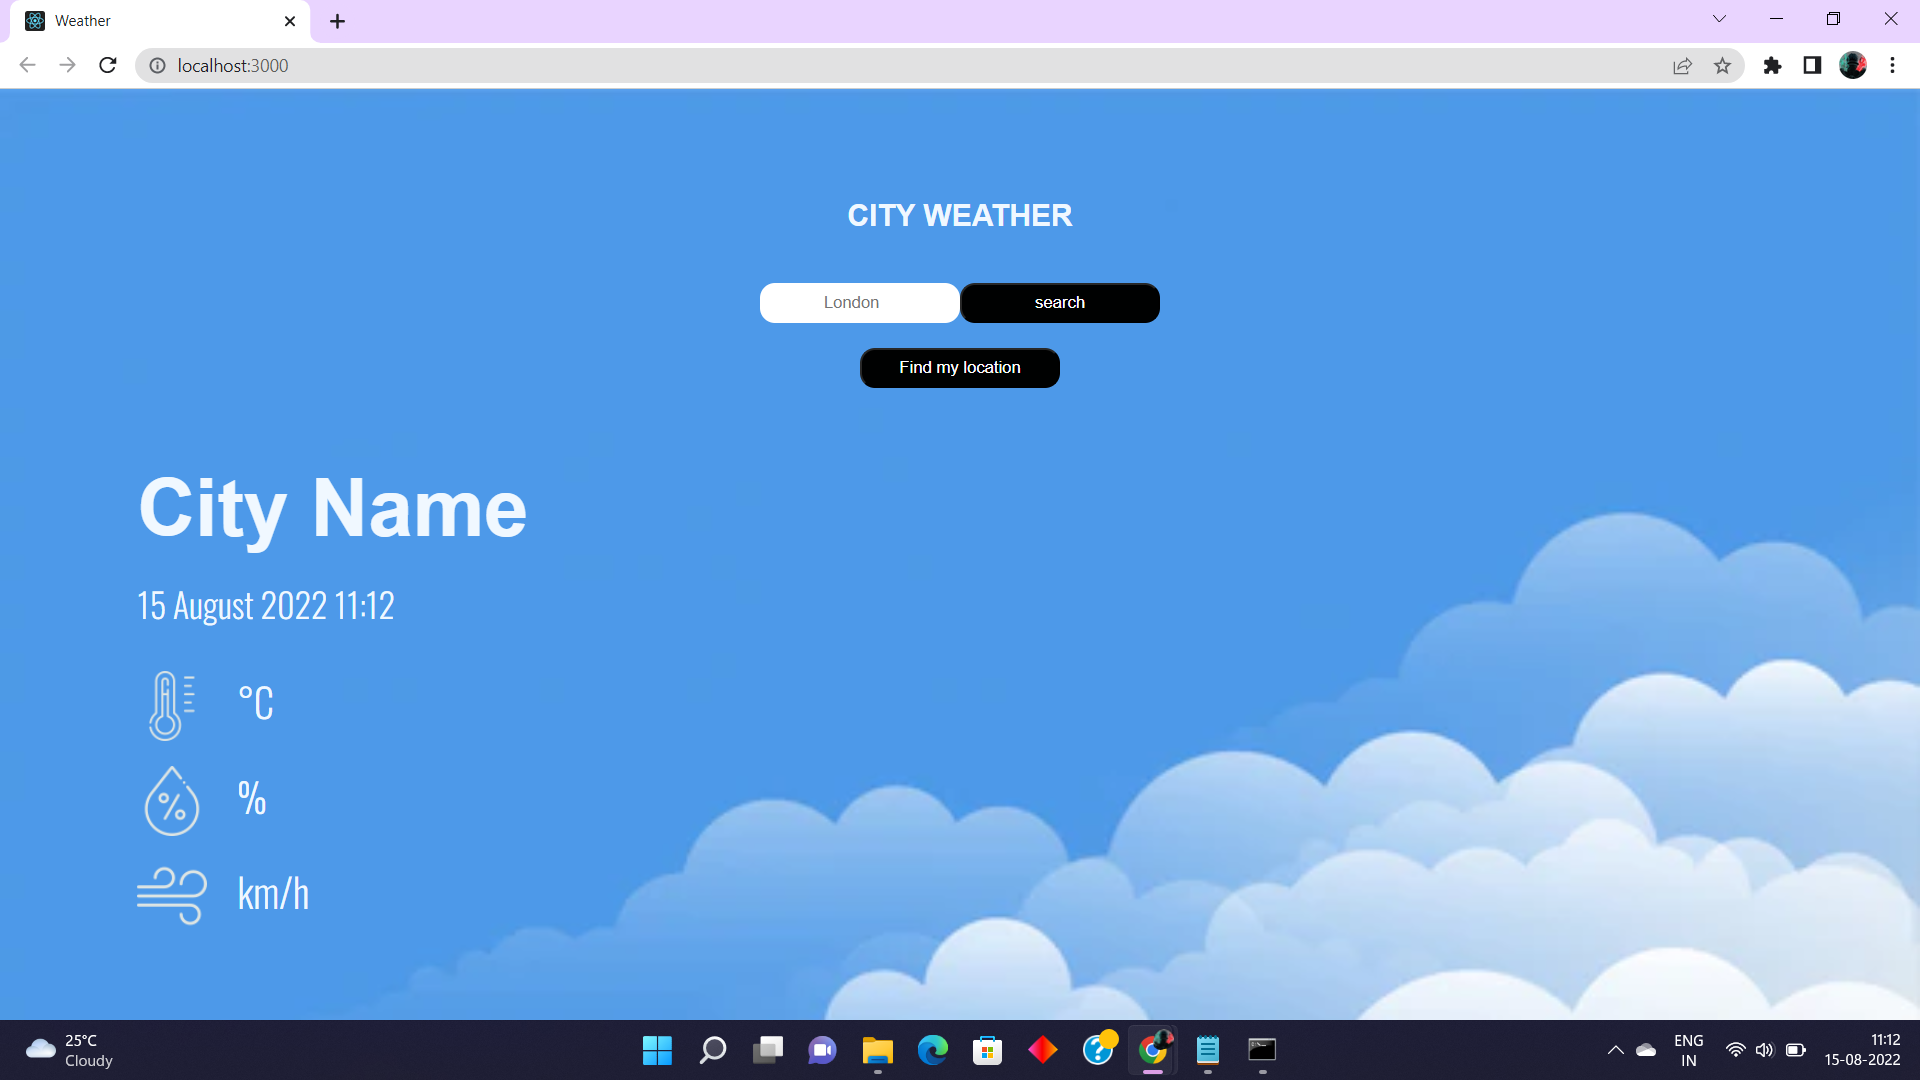 Weather
localhost:3000
CITY WEATHER
London
search
Find my location
City Name
15 August 2022 11:12
°C
%
%
km/h
25°C
Cloudy
ENG
IN
11:12
15-08-2022